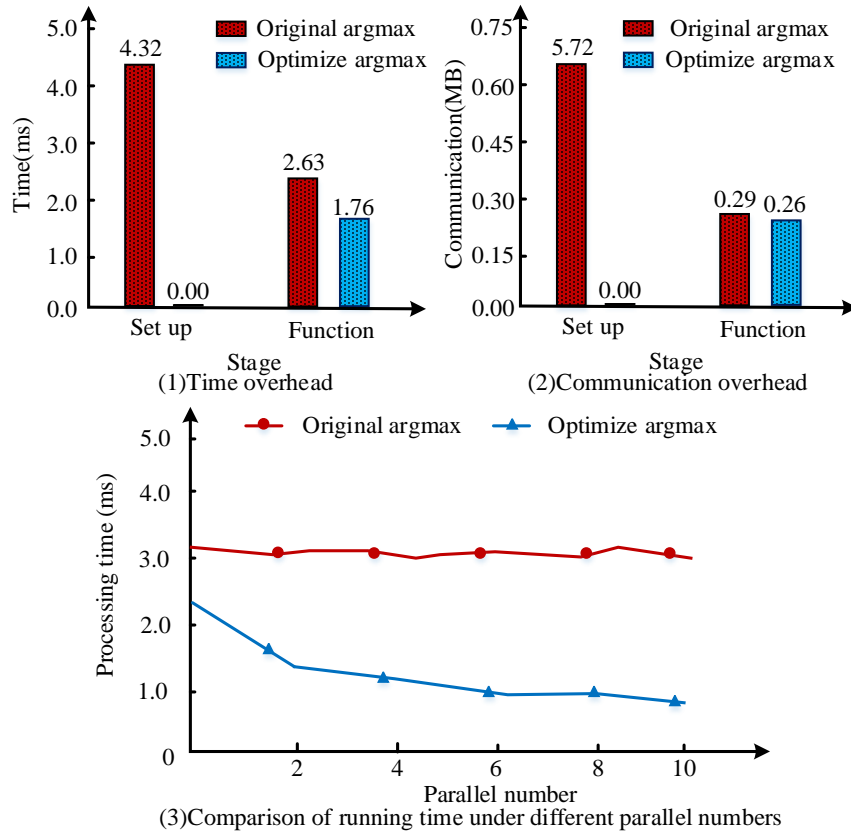 5.0
4.0
3.0
2.0
1.0
0.0
Time(ms)
Original argmax
Optimize argmax
4.32
0.00
2.63
1.76
Set up
Function
Stage
(1)Time overhead
0.75
0.60
0.45
0.30
0.15
0.00
Communication(MB)
Original argmax
Optimize argmax
5.72
0.00
0.29
0.26
Set up
Function
Stage
(2)Communication overhead
Original argmax
Optimize argmax
5.0
4.0
3.0
2.0
1.0
0
Processing time (ms)
2
4
6
8
10
Parallel number
(3)Comparison of running time under different parallel numbers